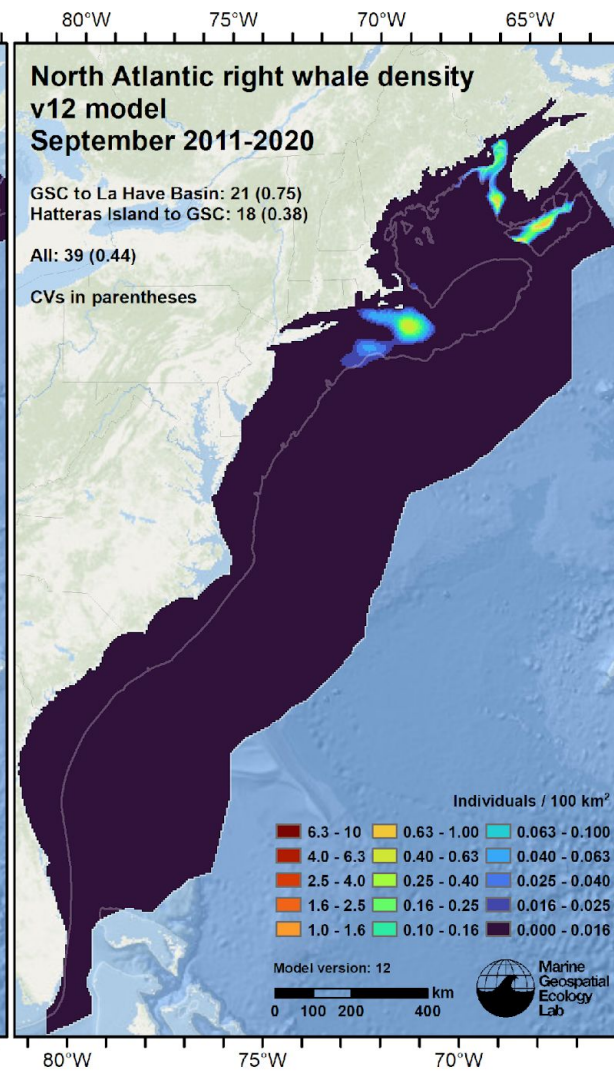 80°W 75°W 70°W 65°W
North Atlantic right whale density
v12 model
September 2011-2020
GSC to La Have Basin: 21 (0.75)
Hatteras Island to GSC: 18 (0.38)
All: 39 (0.44)
CVs in parentheses
Individuals / 100 km²
6.3 - 10 0.63 - 1.00 0.063 - 0.100
4.0 - 6.3 0.40 - 0.63 0.040 - 0.063
2.5 - 4.0 0.25 - 0.40 0.025 - 0.040
1.6 - 2.5 0.16 - 0.25 0.016 - 0.025
1.0 - 1.6 0.10 - 0.16 0.000 - 0.016
Model version: 12
km
0 100 200 400
Marine
Geospatial
Ecology
Lab
80°W 75°W 70°W